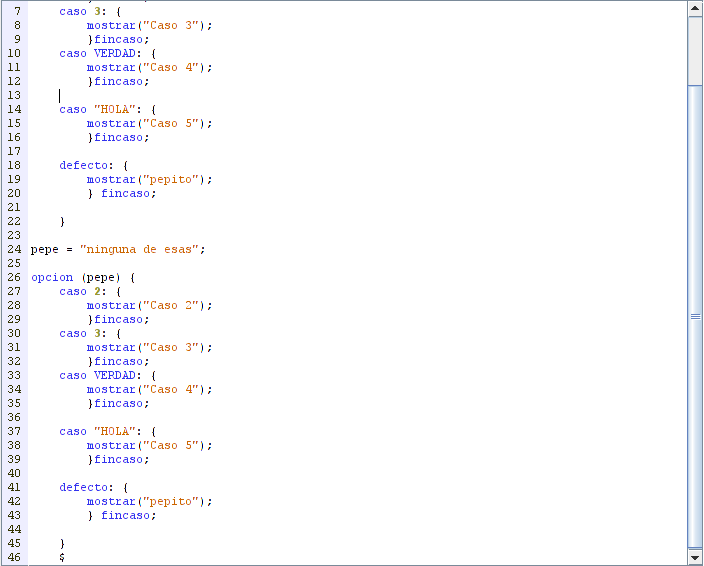 7 caso 3: {
8 mostrar("Caso 3");
9 }fincaso;
10 caso VERDAD: {
11 mostrar("Caso 4");
12 }fincaso;
13
14 caso "HOLA": {
15 mostrar("Caso 5");
16 }fincaso;
17
18 defecto: {
19 mostrar("pepito");
20 } fincaso;
21
22 }
23
24 pepe = "ninguna de esas";
25
26 opcion (pepe) {
27 caso 2: {
28 mostrar("Caso 2");
29 }fincaso;
30 caso 3: {
31 mostrar("Caso 3");
32 }fincaso;
33 caso VERDAD: {
34 mostrar("Caso 4");
35 }fincaso;
36
37 caso "HOLA": {
38 mostrar("Caso 5");
39 }fincaso;
40
41 defecto: {
42 mostrar("pepito");
43 } fincaso;
44
45 }
46 $